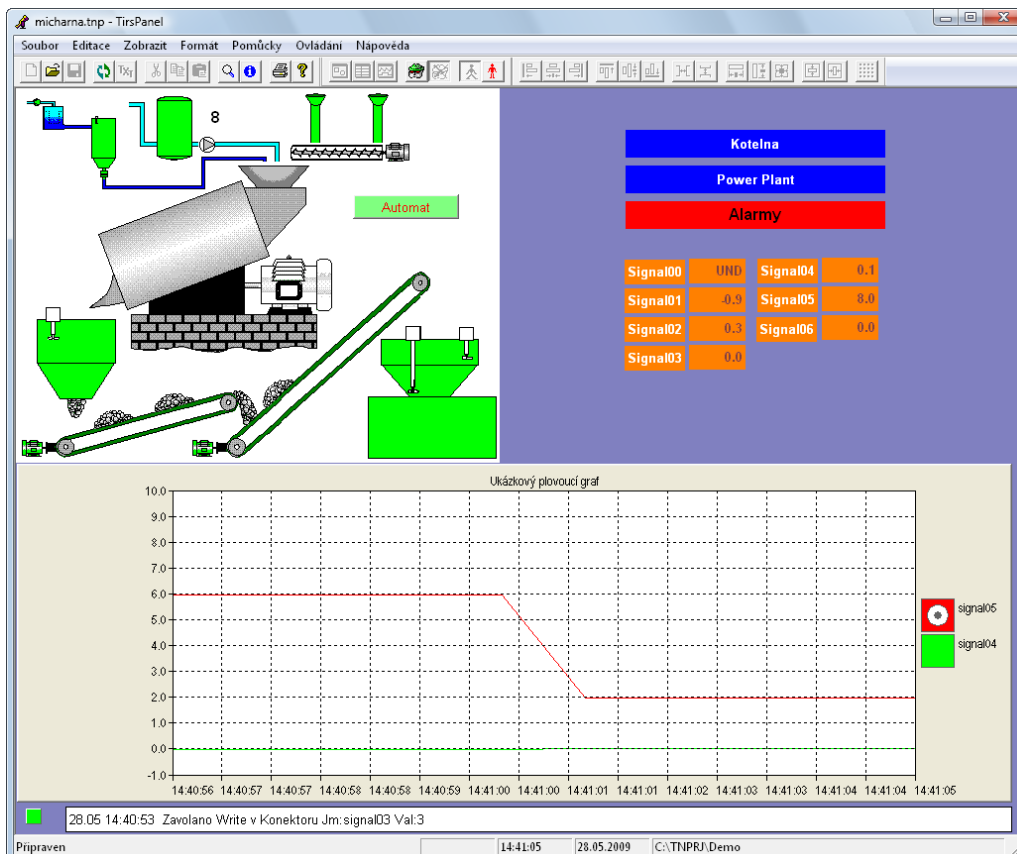 micharna.tnp - TirsPanel
Soubor Editace Zobrazit Formát Pomůcky Ovládání Nápověda
TXT
8
Automat
Kotelna
Power Plant
Alarmy
Signal00 UND Signal04 0.1
Signal01 -0.9 Signal05 8.0
Signal02 0.3 Signal06 0.0
Signal03 0.0
Ukázkový plovoucí graf
10.0
9.0
8.0
7.0
6.0
5.0
4.0
3.0
2.0
1.0
0.0
-1.0
14:40:56 14:40:57 14:40:57 14:40:58 14:40:58 14:40:59 14:41:00 14:41:00 14:41:01 14:41:01 14:41:02 14:41:03 14:41:03 14:41:04 14:41:04 14:41:05
signal05
signal04
28.05 14:40:53 Zavolano Write v Konektoru Jm:signal03 Val:3
Připraven 14:41:05 28.05.2009 C:\TNPRJ\Demo